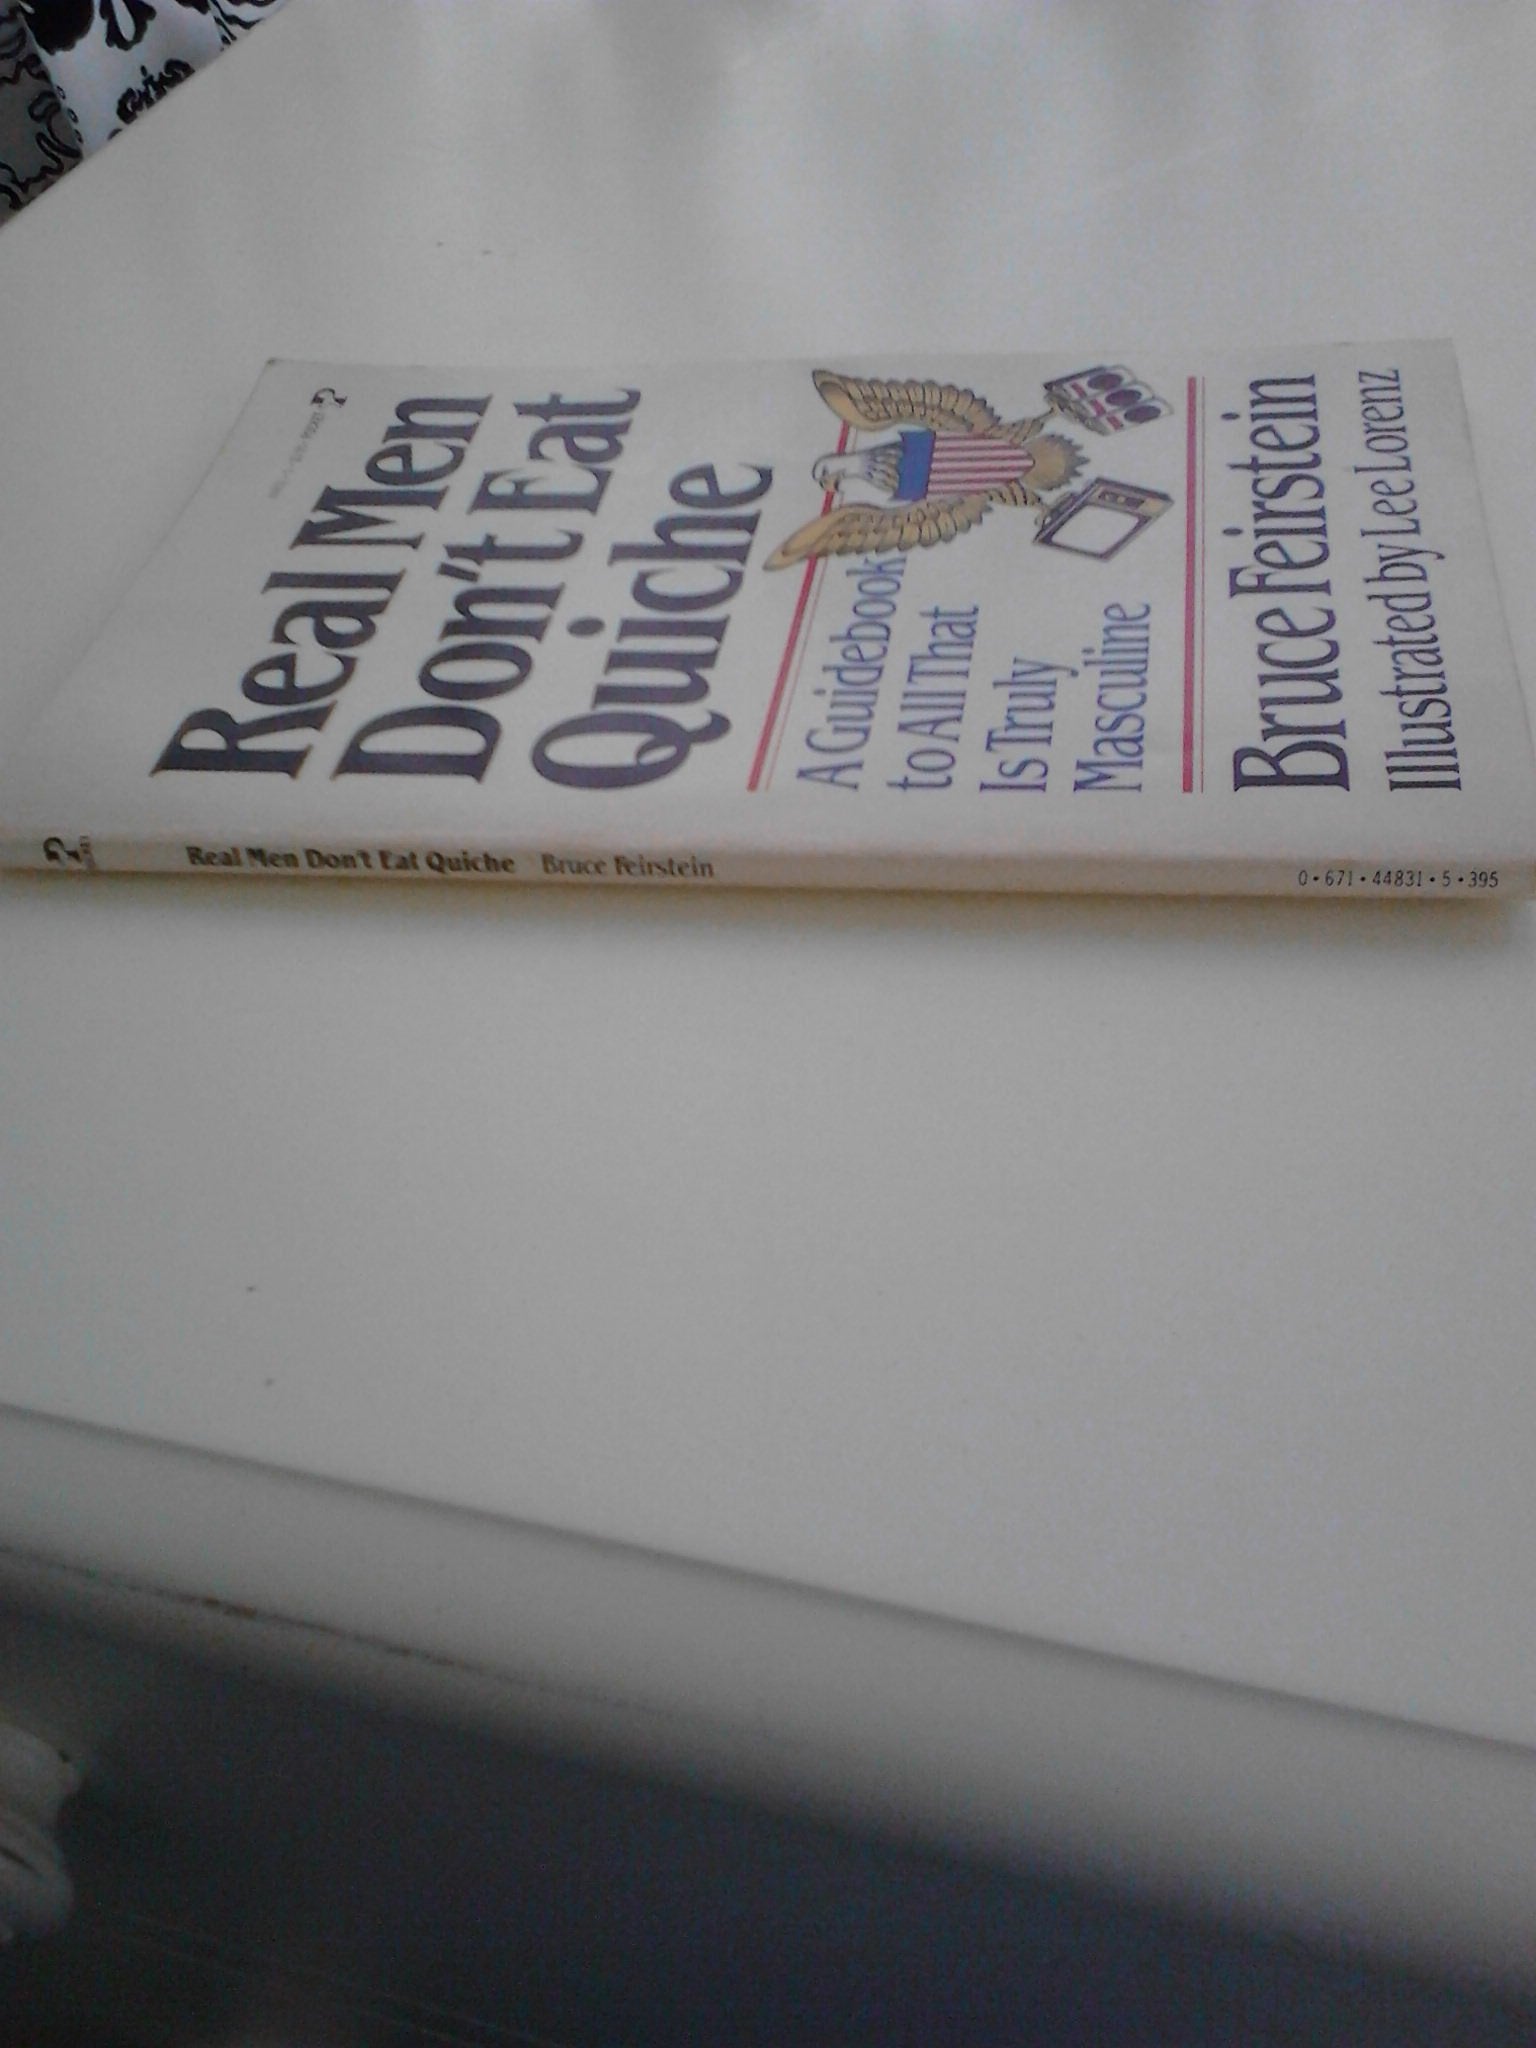 Real Men
Don't Eat
Quiche
A Guidebook
to All That
Is Truly
Masculine
Bruce Feirstein
Illustrated by Lee Lorenz
Real Men Don't Eat Quiche Bruce Feirstein
0·671·44831·5·395